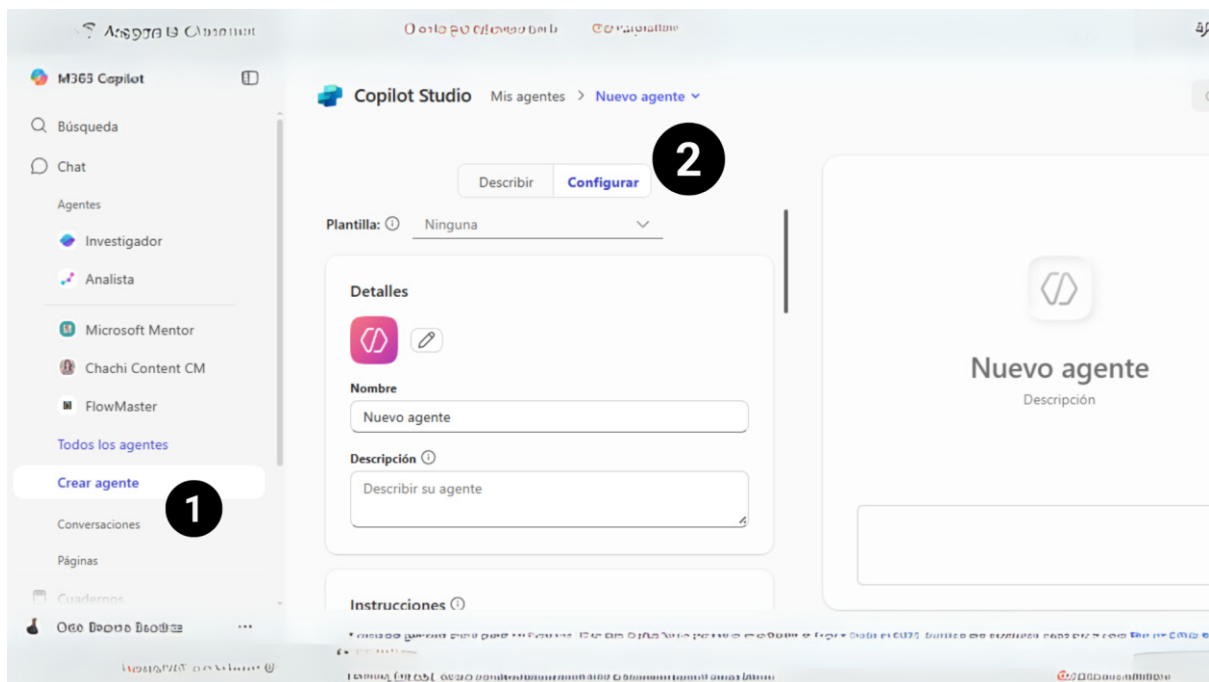 M365 Copilot
Búsqueda
Chat
Agentes
Investigador
Analista
Microsoft Mentor
Chachi Content CM
FlowMaster
Todos los agentes
Crear agente
1
Conversaciones
Páginas
Cuadernos
Copilot Studio Mis agentes > Nuevo agente
2
Describir Configurar
Plantilla: Ninguna
Detalles
Nombre
Nuevo agente
Descripción
Describir su agente
Instrucciones
Nuevo agente
Descripción